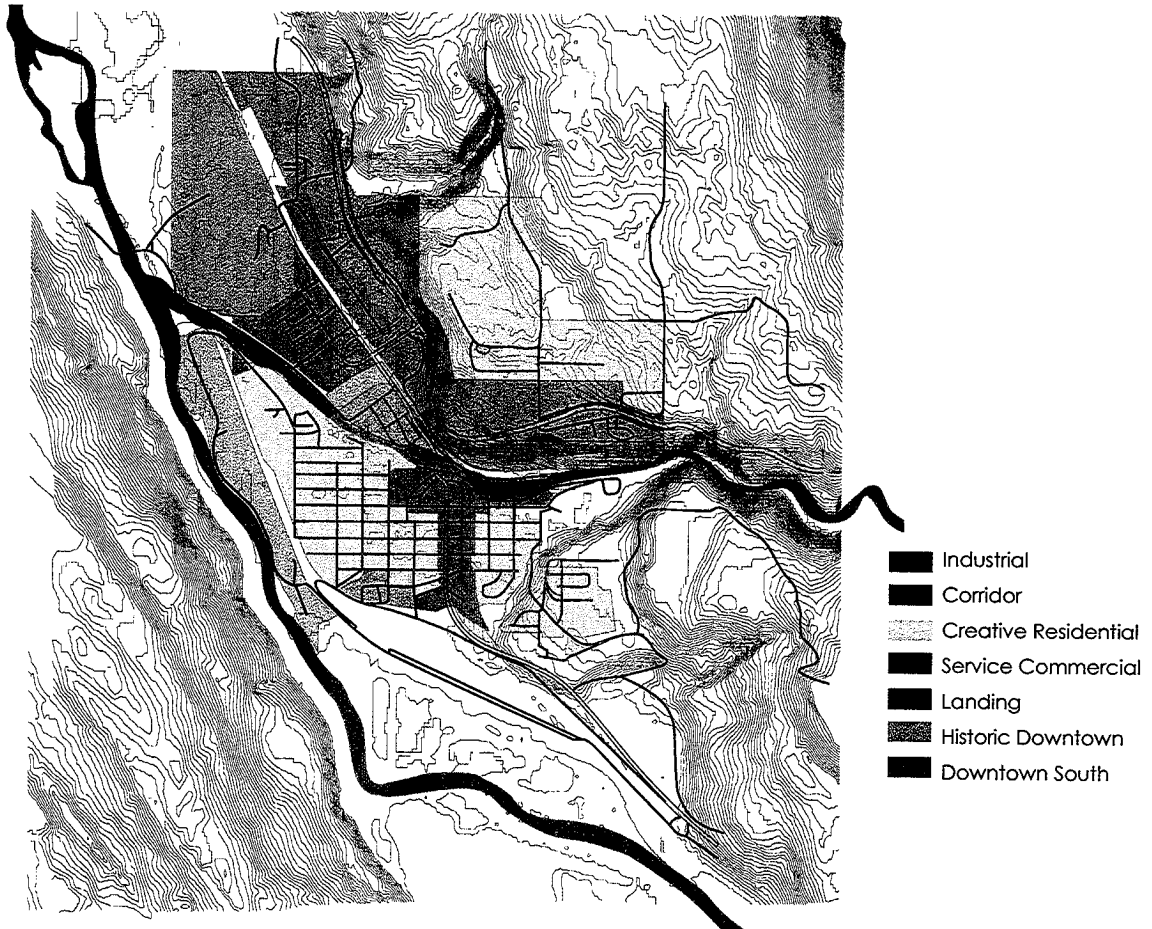 Industrial
Corridor
Creative Residential
Service Commercial
Landing
Historic Downtown
Downtown South